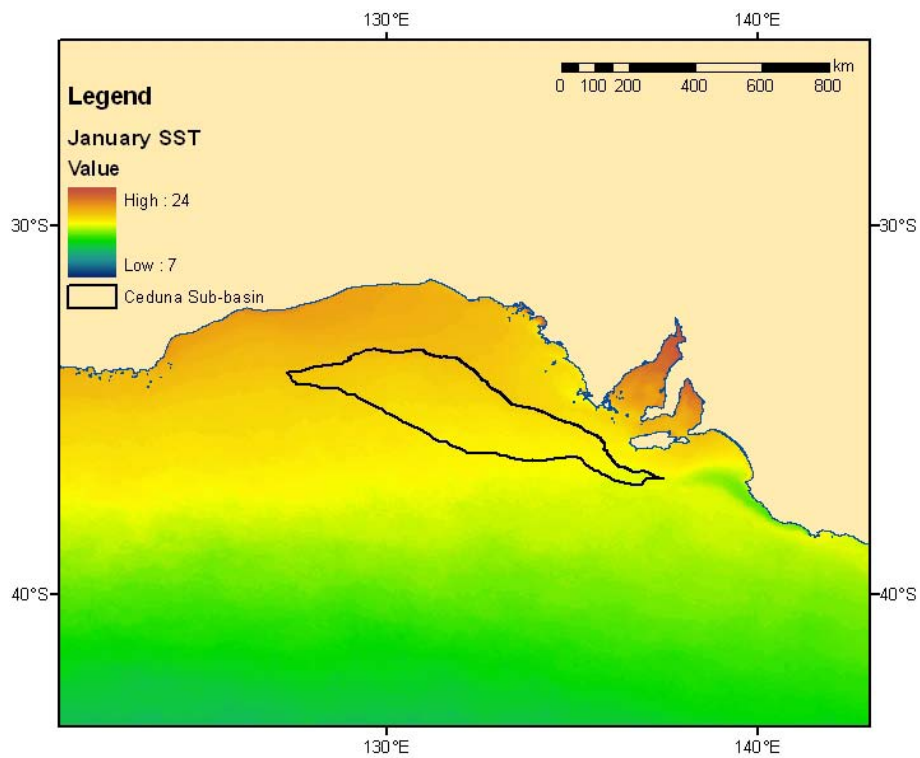 130°E 140°E
km
0 100 200 400 600 800
Legend
January SST
Value
High : 24
30°S 30°S
Low : 7
Ceduna Sub-basin
40°S 40°S
130°E 140°E